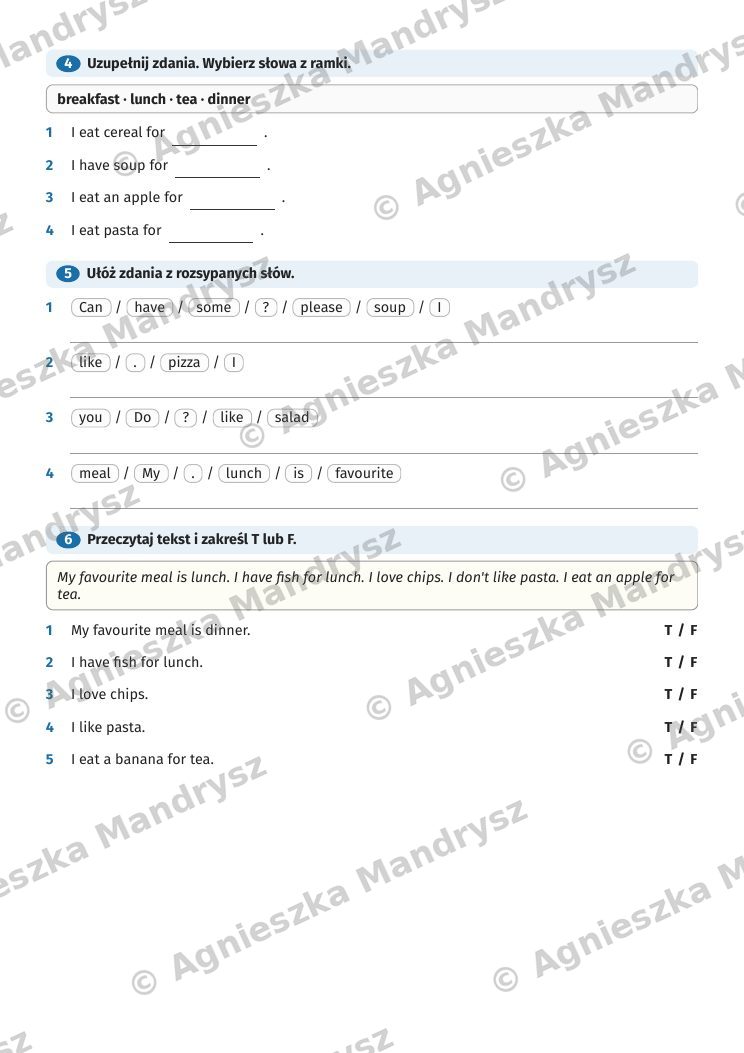 4 Uzupełnij zdania. Wybierz słowa z ramki.
breakfast · lunch · tea · dinner
1 I eat cereal for ____________ .
2 I have soup for ____________ .
3 I eat an apple for ____________ .
4 I eat pasta for ____________ .
5 Ułóż zdania z rozsypanych słów.
1 Can / have / some / ? / please / soup / I
2 like / . / pizza / I
3 you / Do / ? / like / salad
4 meal / My / . / lunch / is / favourite
6 Przeczytaj tekst i zakreśl T lub F.
My favourite meal is lunch. I have fish for lunch. I love chips. I don't like pasta. I eat an apple for
tea.
1 My favourite meal is dinner. T / F
2 I have fish for lunch. T / F
3 I love chips. T / F
4 I like pasta. T / F
5 I eat a banana for tea. T / F
© Agnieszka Mandrysz